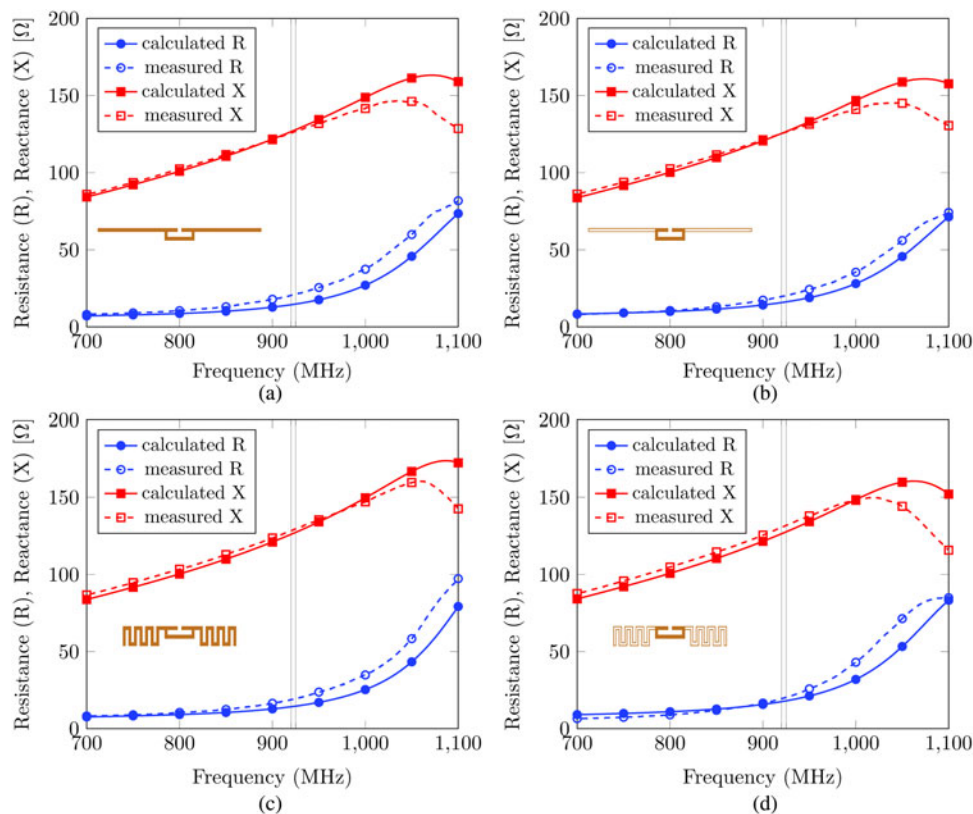 200
150
100
50
0
Resistance (R), Reactance (X) [Ω]
calculated R
measured R
calculated X
measured X
700
800
900
1,000
1,100
Frequency (MHz)
(a)
200
150
100
50
0
Resistance (R), Reactance (X) [Ω]
calculated R
measured R
calculated X
measured X
700
800
900
1,000
1,100
Frequency (MHz)
(b)
200
150
100
50
0
Resistance (R), Reactance (X) [Ω]
calculated R
measured R
calculated X
measured X
700
800
900
1,000
1,100
Frequency (MHz)
(c)
200
150
100
50
0
Resistance (R), Reactance (X) [Ω]
calculated R
measured R
calculated X
measured X
700
800
900
1,000
1,100
Frequency (MHz)
(d)